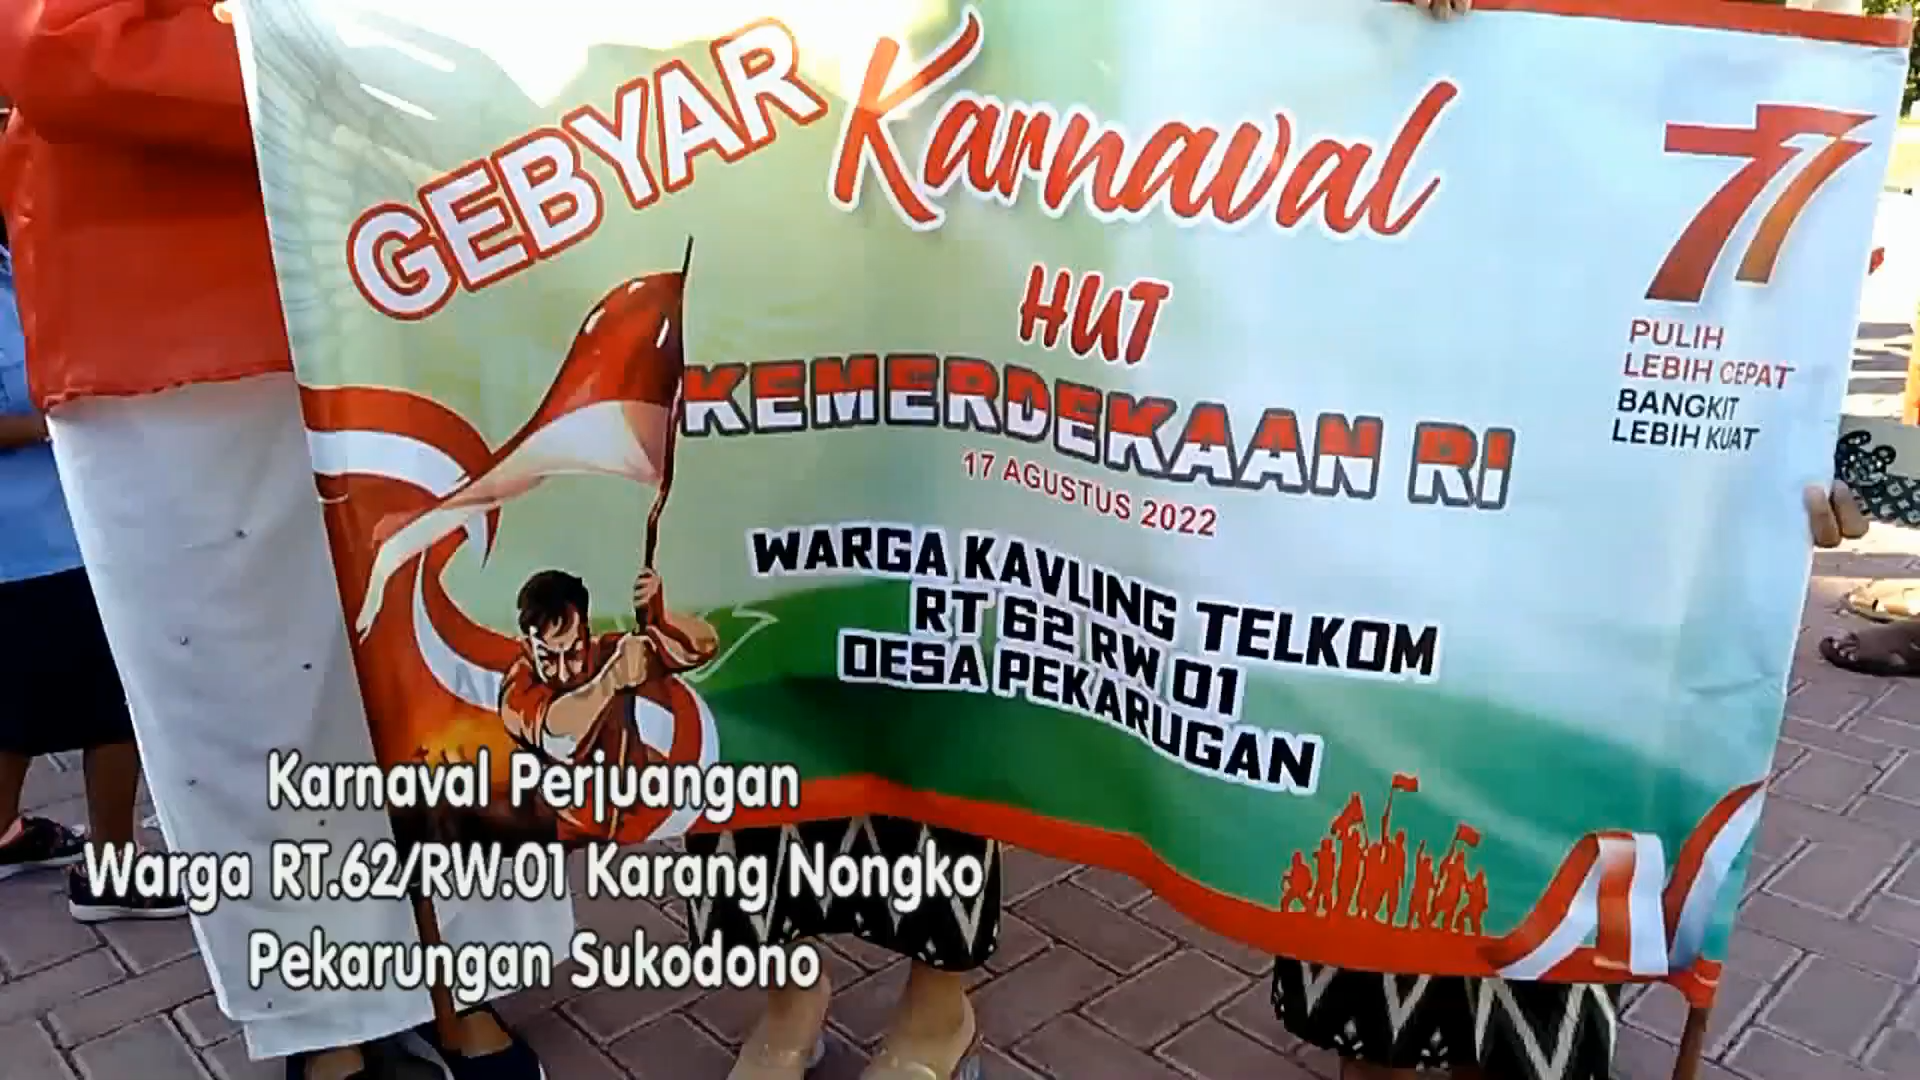 GEBYAR Karnaval
HUT
KEMERDEKAAN RI
17 AGUSTUS 2022
WARGA KAVLING TELKOM
RT 62 RW 01
DESA PEKARUGAN
77
PULIH
LEBIH CEPAT
BANGKIT
LEBIH KUAT
Karnaval Perjuangan
Warga RT.62/RW.01 Karang Nongko
Pekarungan Sukodono